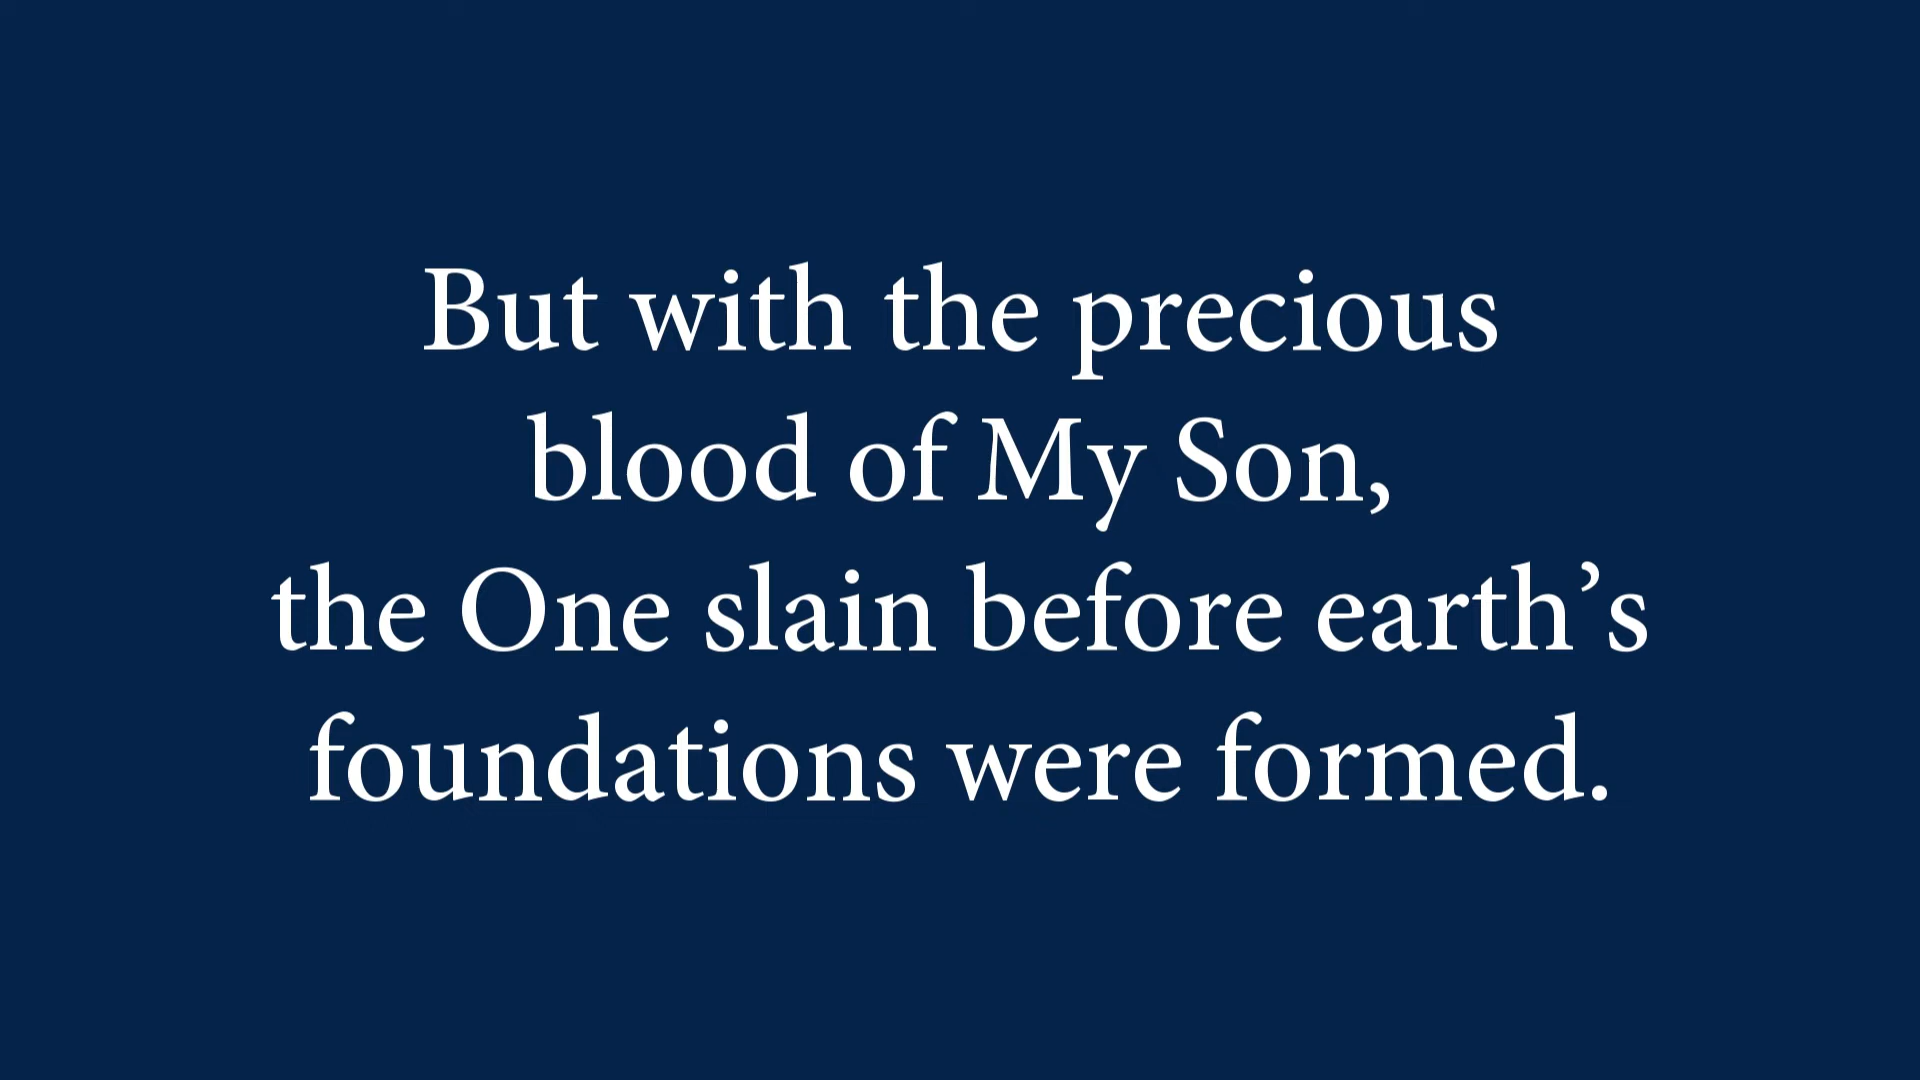 But with the precious
blood of My Son,
the One slain before earth’s
foundations were formed.